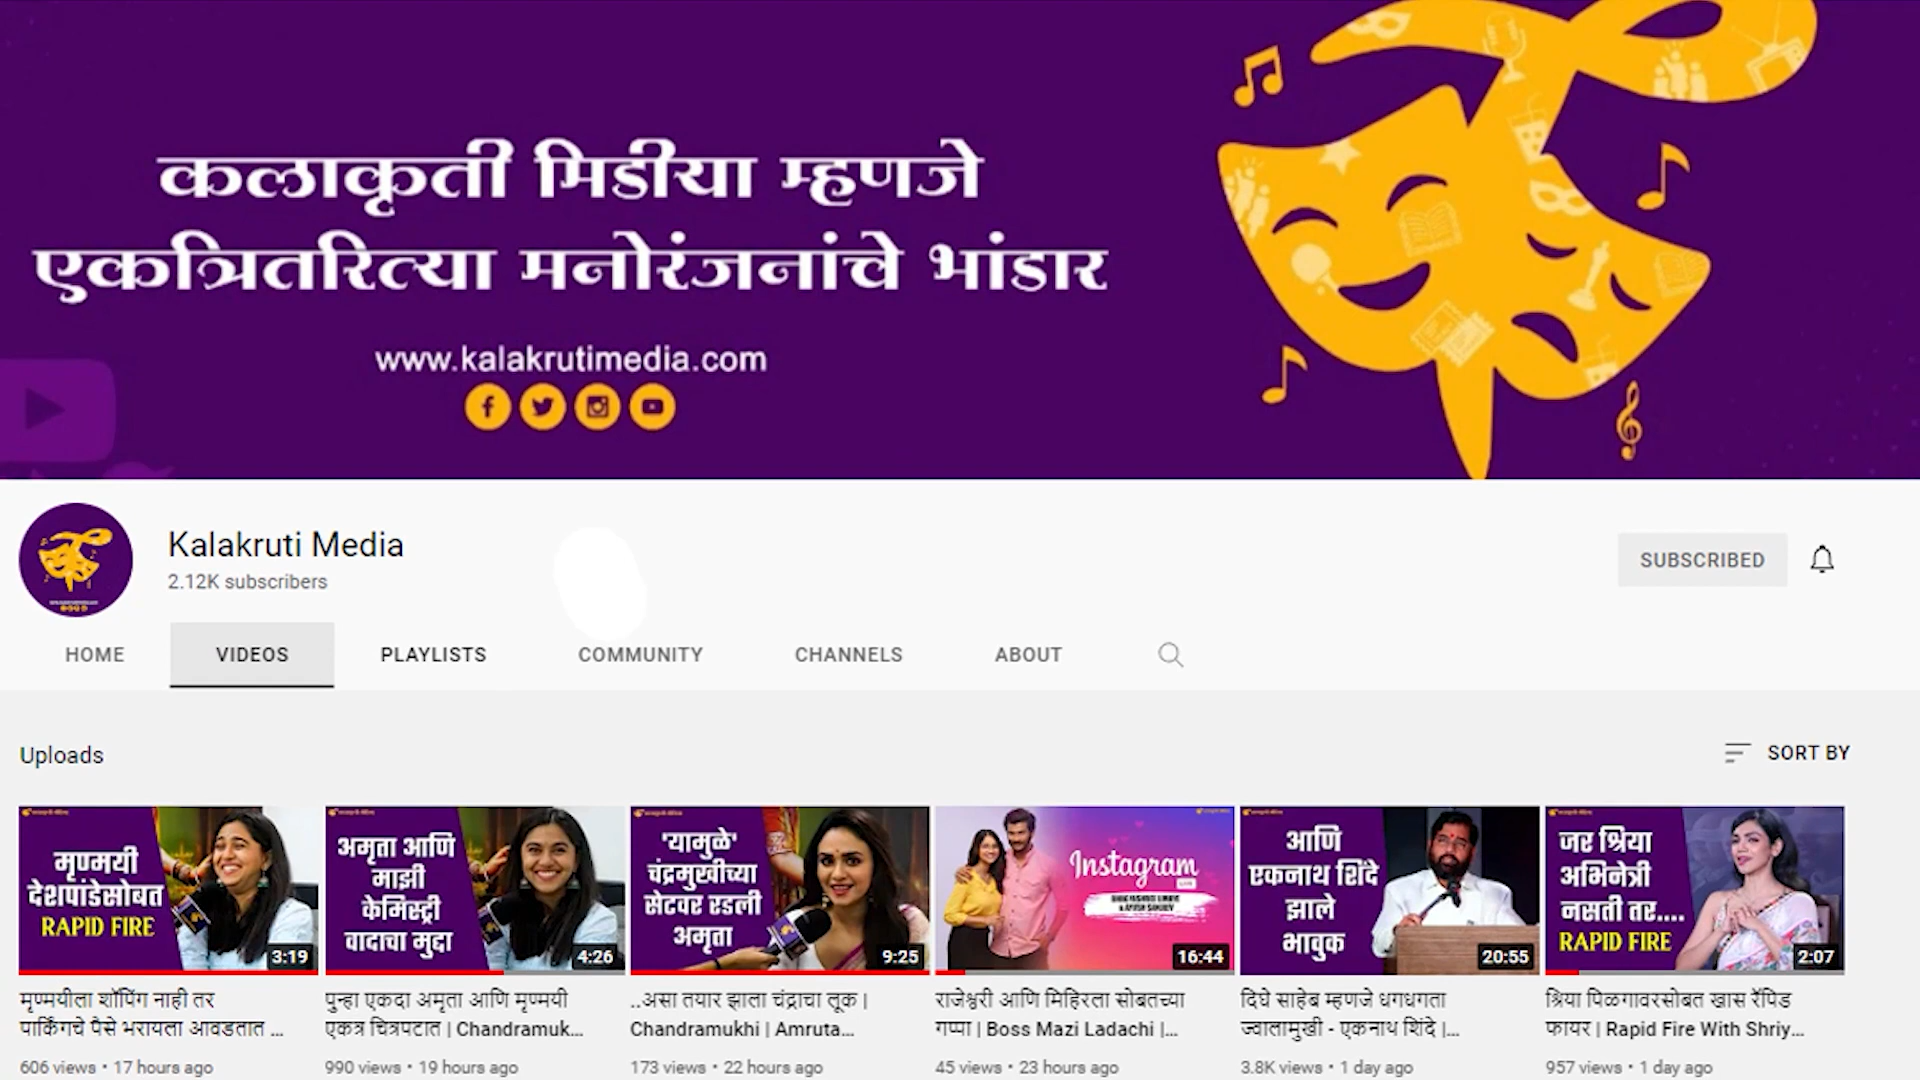 कलाकृती मिडीया म्हणजे
एकत्रितरित्या मनोरंजनांचे भांडार
www.kalakrutimedia.com
Kalakruti Media
2.12K subscribers
SUBSCRIBED
HOME VIDEOS PLAYLISTS COMMUNITY CHANNELS ABOUT
Uploads
SORT BY
मृण्मयी
देशपांडेसोबत
RAPID FIRE
3:19
मृण्मयीला शॉपिंग नाही तर
पार्किंगचे पैसे भरायला आवडतात ...
606 views • 17 hours ago
अमृता आणि
माझी
केमिस्ट्री
वादाचा मुद्दा
4:26
पुन्हा एकदा अमृता आणि मृण्मयी
एकत्र चित्रपटात | Chandramuk...
990 views • 19 hours ago
'यामुळे'
चंद्रमुखीच्या
सेटवर रडली
अमृता
9:25
..असा तयार झाला चंद्राचा लूक |
Chandramukhi | Amruta...
173 views • 22 hours ago
Instagram
LIVE
16:44
राजेश्वरी आणि मिहिरला सोबतच्या
गप्पा | Boss Mazi Ladachi |...
45 views • 23 hours ago
आणि
एकनाथ शिंदे
झाले
भावुक
20:55
दिघे साहेब म्हणजे धगधगता
ज्वालामुखी - एकनाथ शिंदे |...
3.8K views • 1 day ago
जर श्रिया
अभिनेत्री
नसती तर....
RAPID FIRE
2:07
श्रिया पिळगावरसोबत खास रॅपिड
फायर | Rapid Fire With Shriy...
957 views • 1 day ago